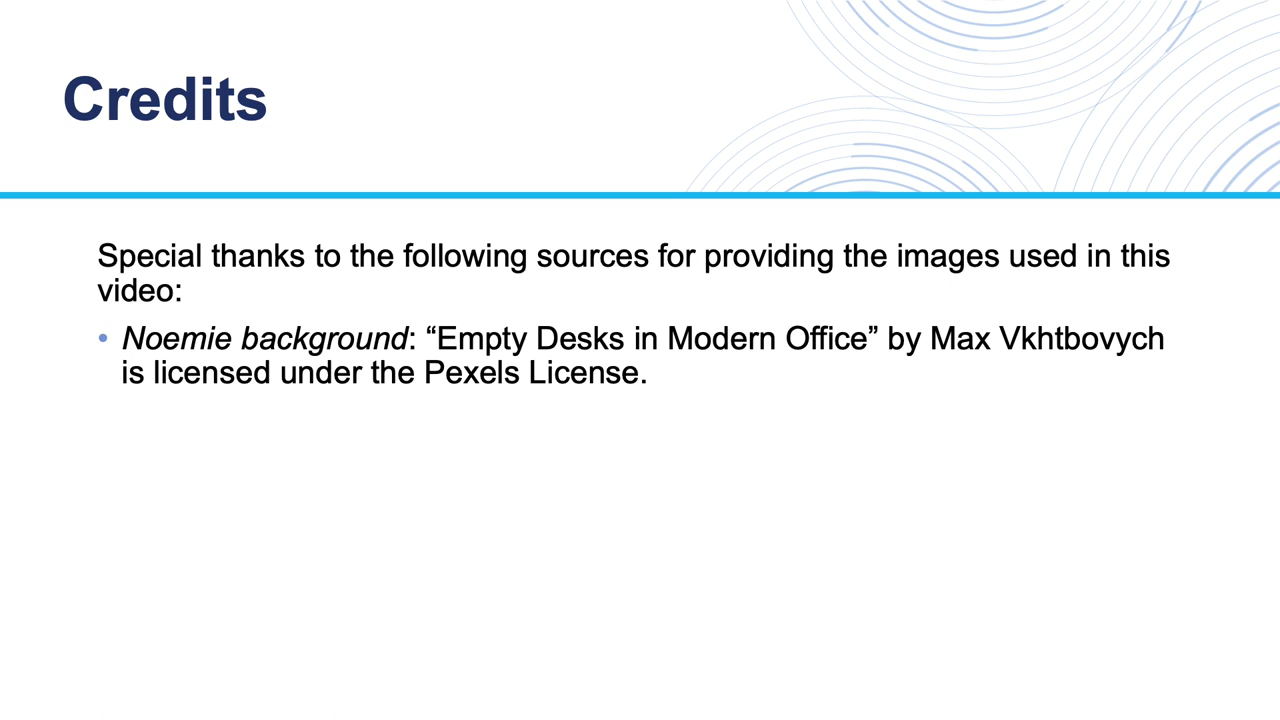 Credits
Special thanks to the following sources for providing the images used in this
video:
• Noemie background: “Empty Desks in Modern Office” by Max Vkhtbovych
is licensed under the Pexels License.